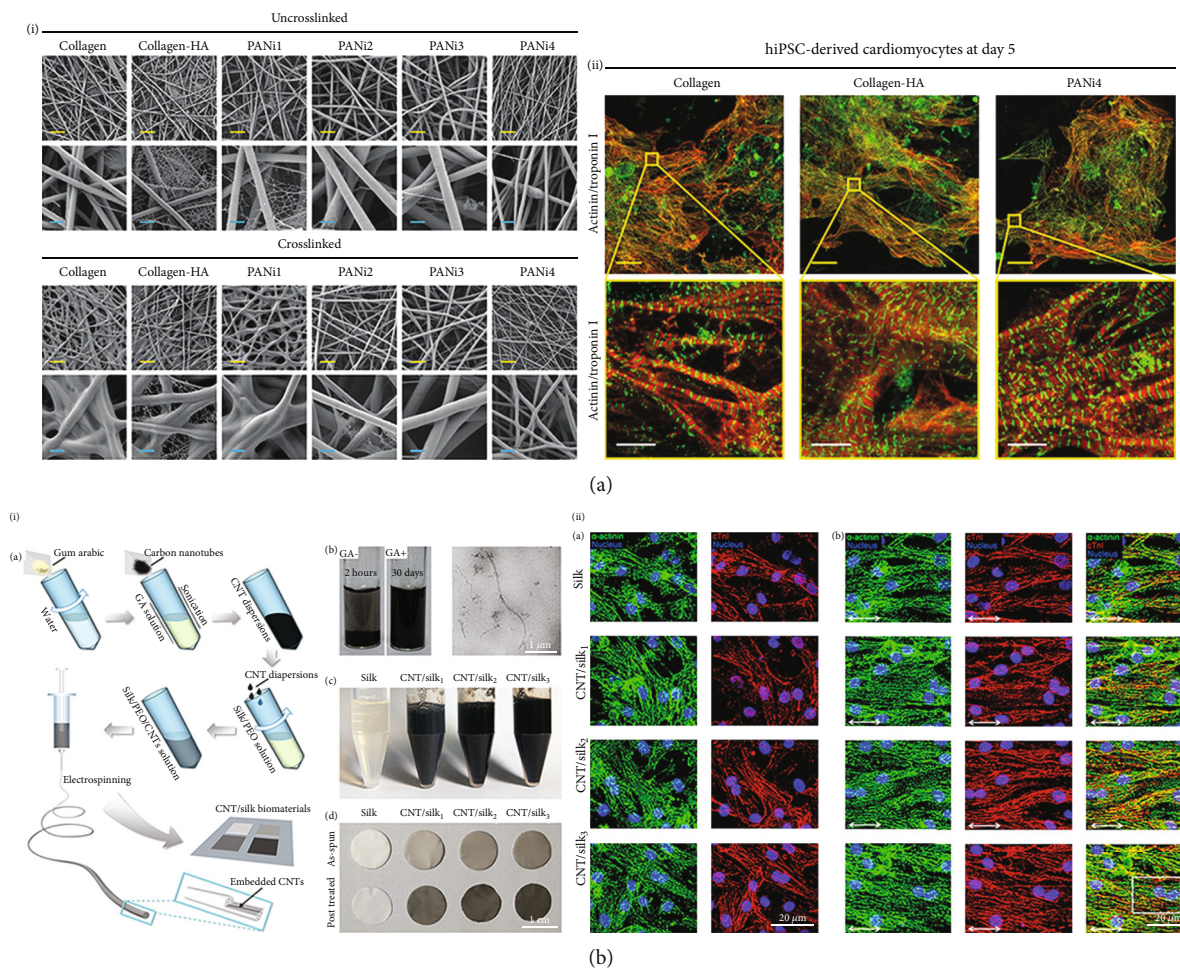 (i)
Uncrosslinked
Collagen Collagen-HA PANi1 PANi2 PANi3 PANi4
Crosslinked
Collagen Collagen-HA PANi1 PANi2 PANi3 PANi4
(ii)
hiPSC-derived cardiomyocytes at day 5
Collagen Collagen-HA PANi4
Actinin/troponin I
Actinin/troponin I
(a)
(i)
(a)
Gum arabic
Carbon nanotubes
Water
GA solution
Sonication
CNT dispersions
CNT diapersions
Silk/PEO solution
Silk/PEO/CNTs solution
Electrospinning
CNT/silk biomaterials
Embedded CNTs
(b)
GA- GA+
2 hours 30 days
1 μm
(c)
Silk CNT/silk1 CNT/silk2 CNT/silk3
(d)
Silk CNT/silk1 CNT/silk2 CNT/silk3
As-spun
Post treated
1 cm
(ii)
(a)
α-actinin
Nucleus
cTnI
Nucleus
(b)
α-actinin
Nucleus
cTnI
Nucleus
α-actinin
cTnI
Nucleus
Silk
CNT/silk1
CNT/silk2
CNT/silk3
20 μm
20 μm
(b)